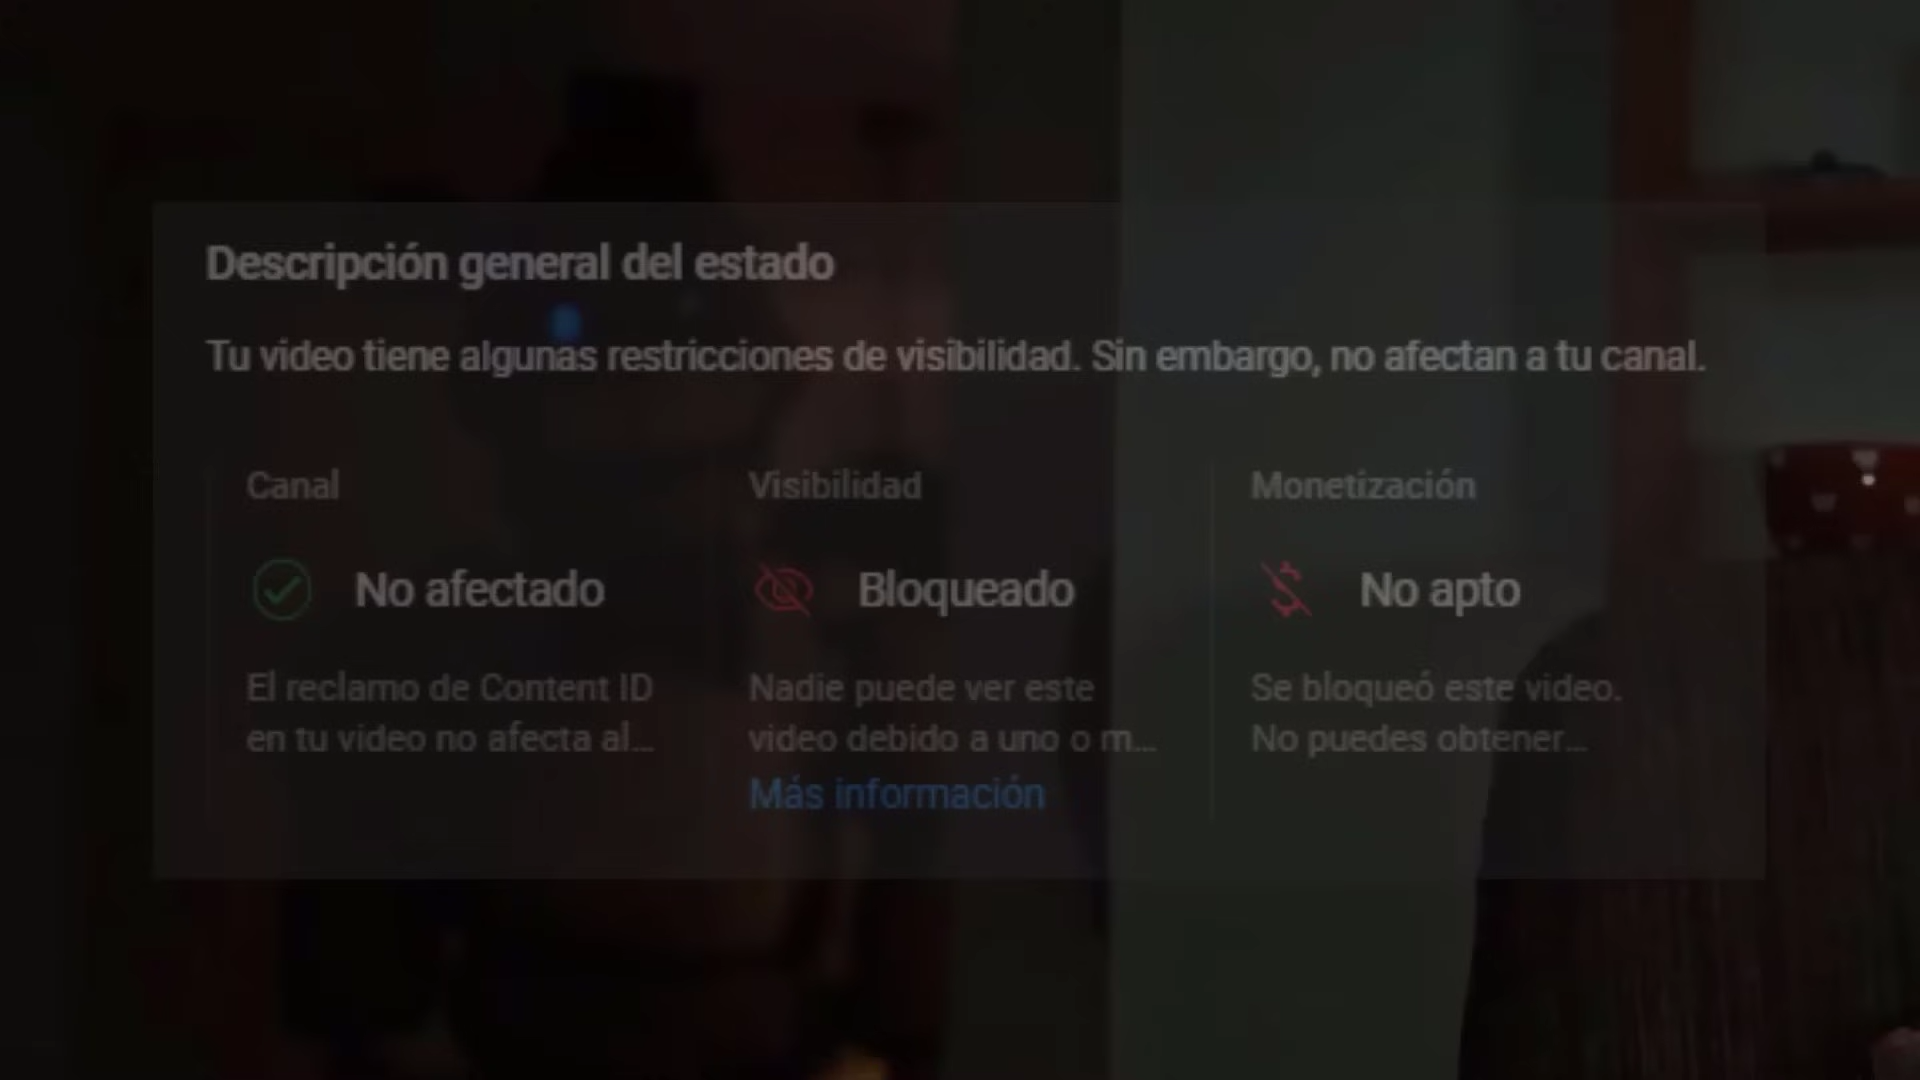 Descripción general del estado
Tu video tiene algunas restricciones de visibilidad. Sin embargo, no afectan a tu canal.
Canal
No afectado
El reclamo de Content ID
en tu video no afecta al...
Visibilidad
Bloqueado
Nadie puede ver este
video debido a uno o m...
Más información
Monetización
No apto
Se bloqueó este video.
No puedes obtener...